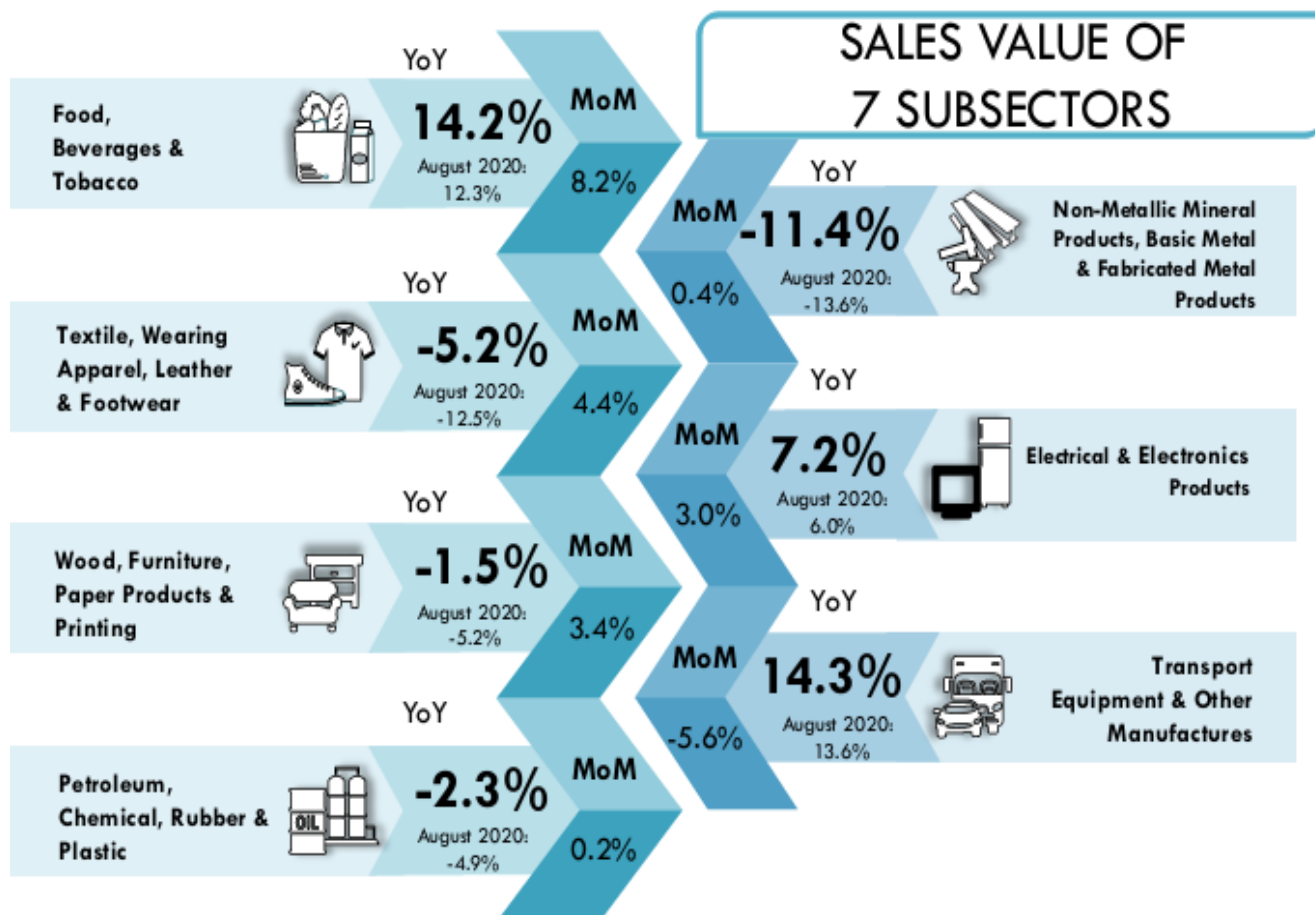 SALES VALUE OF
7 SUBSECTORS
Food,
Beverages &
Tobacco
YoY
14.2%
August 2020:
12.3%
MoM
8.2%
Textile, Wearing
Apparel, Leather
& Footwear
YoY
-5.2%
August 2020:
-12.5%
MoM
4.4%
Wood, Furniture,
Paper Products &
Printing
YoY
-1.5%
August 2020:
-5.2%
MoM
3.4%
Petroleum,
Chemical, Rubber &
Plastic
OIL
YoY
-2.3%
August 2020:
-4.9%
MoM
0.2%
MoM
0.4%
YoY
-11.4%
August 2020:
-13.6%
Non-Metallic Mineral
Products, Basic Metal
& Fabricated Metal
Products
MoM
3.0%
YoY
7.2%
August 2020:
6.0%
Electrical & Electronics
Products
MoM
-5.6%
YoY
14.3%
August 2020:
13.6%
Transport
Equipment & Other
Manufactures